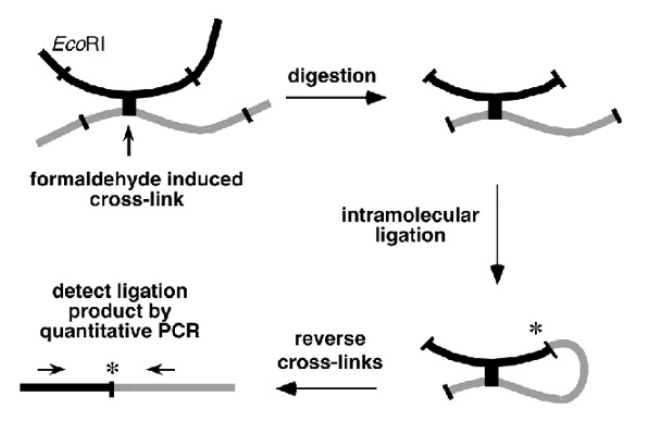 EcoRI
digestion
formaldehyde induced
cross-link
intramolecular
ligation
*
reverse
cross-links
detect ligation
product by
quantitative PCR
*